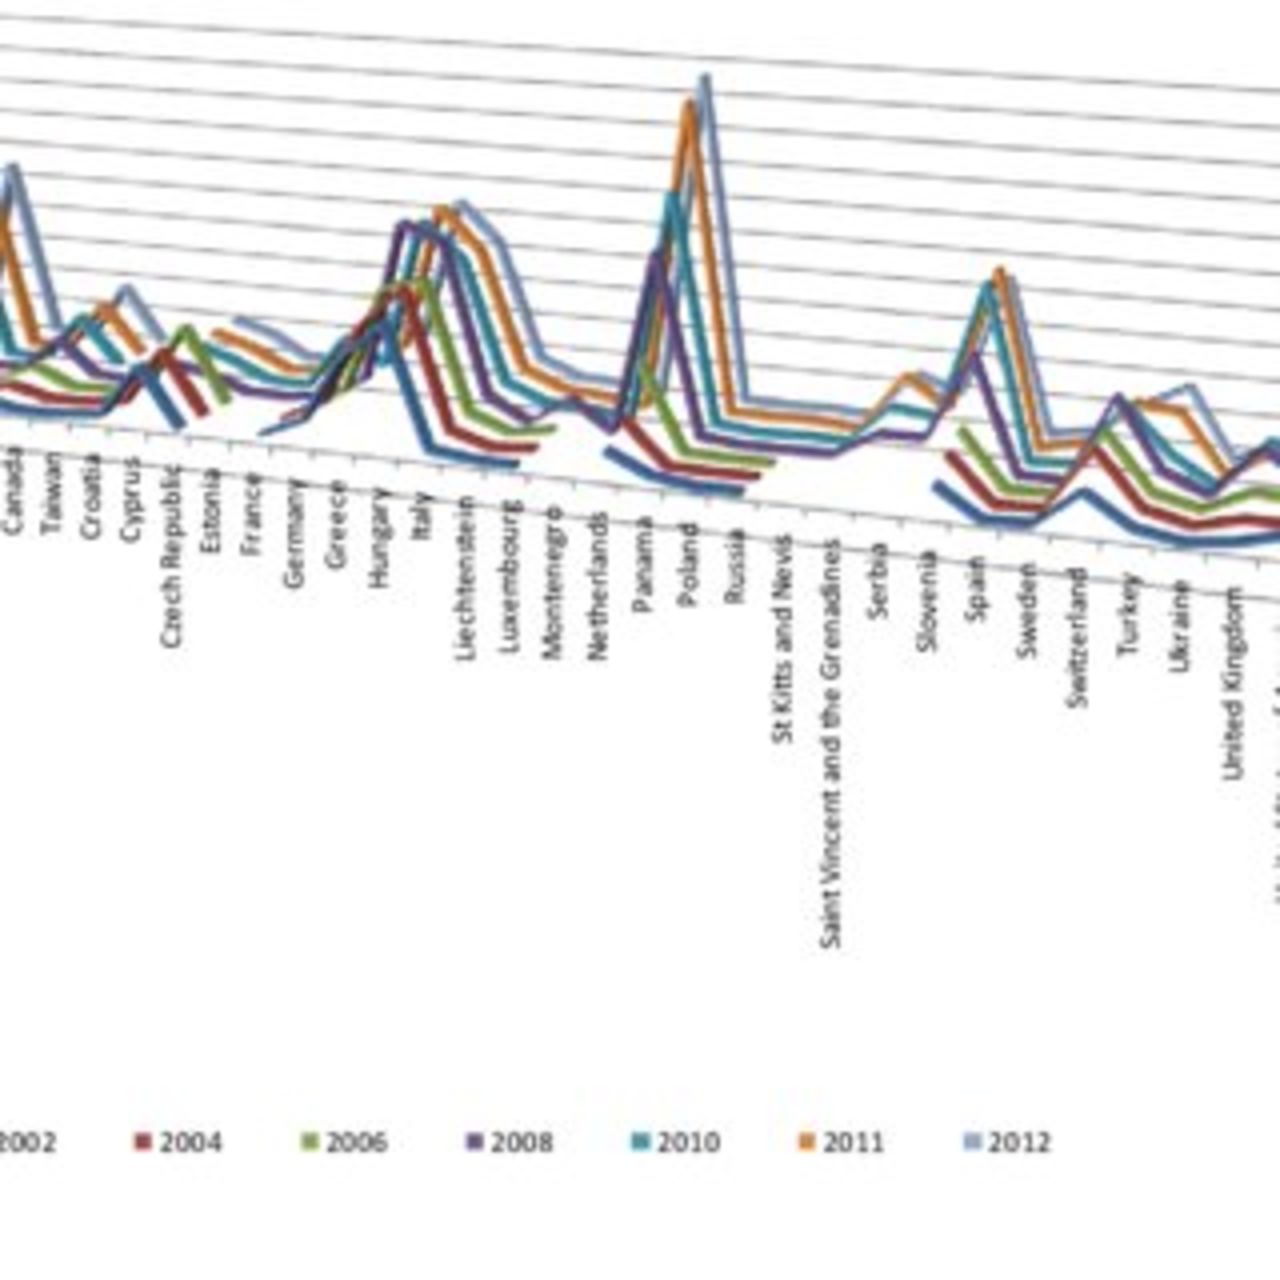 Canada
Taiwan
Croatia
Cyprus
Czech Republic
Estonia
France
Germany
Greece
Hungary
Italy
Liechtenstein
Luxembourg
Montenegro
Netherlands
Panama
Poland
Russia
St Kitts and Nevis
Saint Vincent and the Grenadines
Serbia
Slovenia
Spain
Sweden
Switzerland
Turkey
Ukraine
United Kingdom
2002
2004
2006
2008
2010
2011
2012